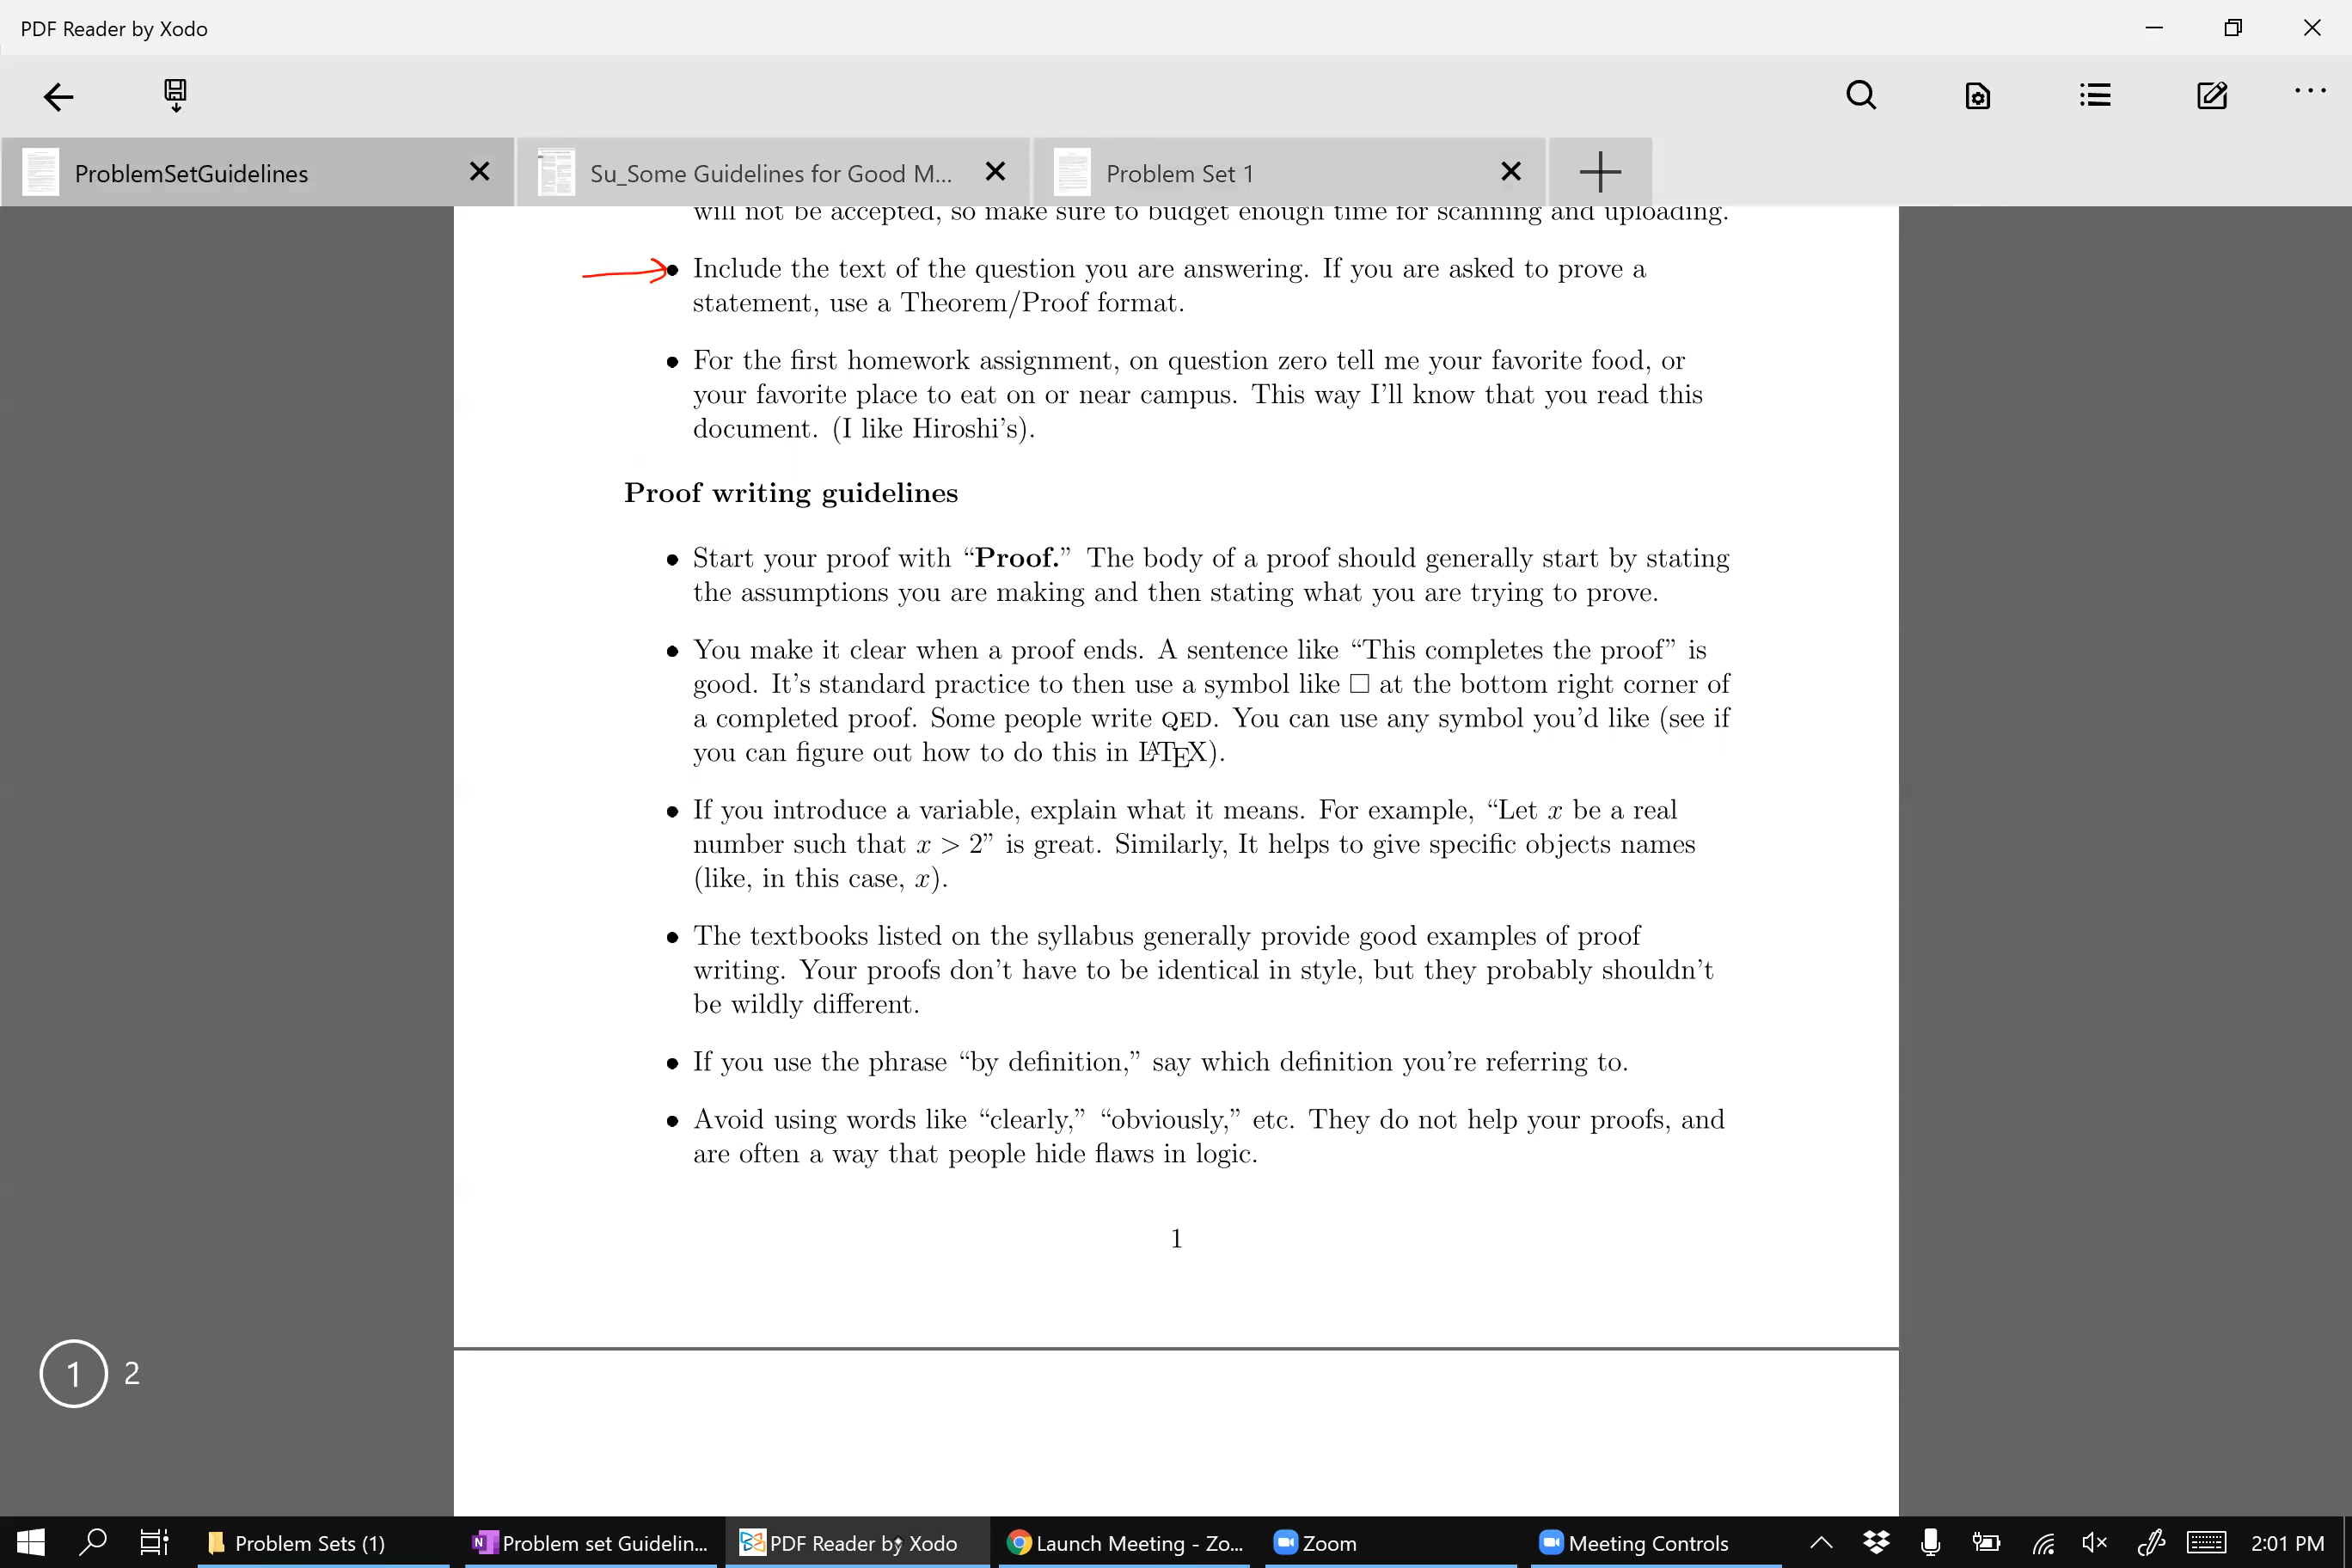 PDF Reader by Xodo
ProblemSetGuidelines
Su_Some Guidelines for Good M...
Problem Set 1
will not be accepted, so make sure to budget enough time for scanning and uploading.
• Include the text of the question you are answering. If you are asked to prove a
statement, use a Theorem/Proof format.
• For the first homework assignment, on question zero tell me your favorite food, or
your favorite place to eat on or near campus. This way I’ll know that you read this
document. (I like Hiroshi’s).
Proof writing guidelines
• Start your proof with “Proof.” The body of a proof should generally start by stating
the assumptions you are making and then stating what you are trying to prove.
• You make it clear when a proof ends. A sentence like “This completes the proof” is
good. It’s standard practice to then use a symbol like □ at the bottom right corner of
a completed proof. Some people write QED. You can use any symbol you’d like (see if
you can figure out how to do this in LATEX).
• If you introduce a variable, explain what it means. For example, “Let x be a real
number such that x > 2” is great. Similarly, It helps to give specific objects names
(like, in this case, x).
• The textbooks listed on the syllabus generally provide good examples of proof
writing. Your proofs don’t have to be identical in style, but they probably shouldn’t
be wildly different.
• If you use the phrase “by definition,” say which definition you’re referring to.
• Avoid using words like “clearly,” “obviously,” etc. They do not help your proofs, and
are often a way that people hide flaws in logic.
1
1 2
Problem Sets (1)
Problem set Guidelin...
PDF Reader by Xodo
Launch Meeting - Zo...
Zoom
Meeting Controls
2:01 PM